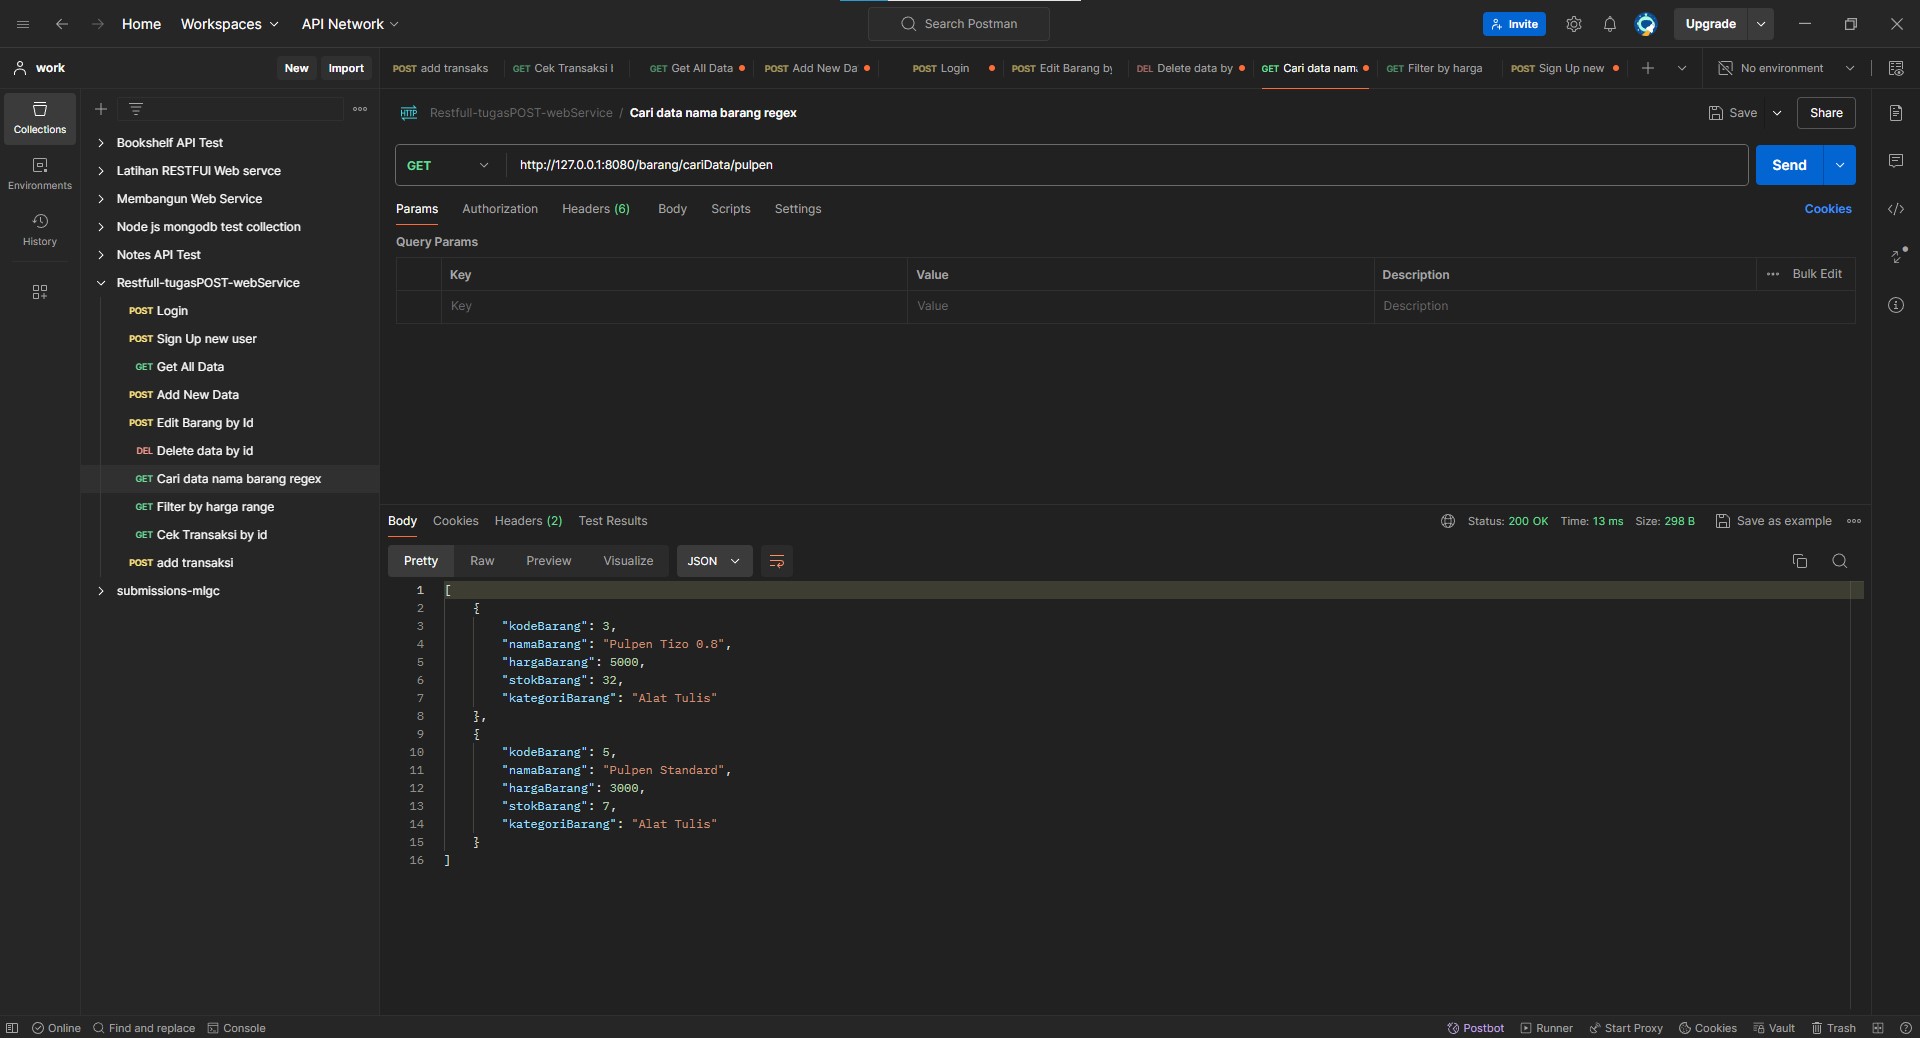 Home Workspaces API Network Search Postman Invite Upgrade
work New Import POST add transaks GET Cek Transaksi I GET Get All Data POST Add New Da POST Login POST Edit Barang by DEL Delete data by GET Cari data nam GET Filter by harga POST Sign Up new No environment
Collections
Environments
History
Bookshelf API Test
Latihan RESTFUl Web servce
Membangun Web Service
Node js mongodb test collection
Notes API Test
Restfull-tugasPOST-webService
POST Login
POST Sign Up new user
GET Get All Data
POST Add New Data
POST Edit Barang by Id
DEL Delete data by id
GET Cari data nama barang regex
GET Filter by harga range
GET Cek Transaksi by id
POST add transaksi
submissions-mlgc
HTTP Restfull-tugasPOST-webService / Cari data nama barang regex Save Share
GET http://127.0.0.1:8080/barang/cariData/pulpen Send
Params Authorization Headers (6) Body Scripts Settings Cookies
Query Params
Key Value Description Bulk Edit
Key Value Description
Body Cookies Headers (2) Test Results Status: 200 OK Time: 13 ms Size: 298 B Save as example
Pretty Raw Preview Visualize JSON
1 [
2 {
3 "kodeBarang": 3,
4 "namaBarang": "Pulpen Tizo 0.8",
5 "hargaBarang": 5000,
6 "stokBarang": 32,
7 "kategoriBarang": "Alat Tulis"
8 },
9 {
10 "kodeBarang": 5,
11 "namaBarang": "Pulpen Standard",
12 "hargaBarang": 3000,
13 "stokBarang": 7,
14 "kategoriBarang": "Alat Tulis"
15 }
16 ]
Online Find and replace Console Postbot Runner Start Proxy Cookies Vault Trash